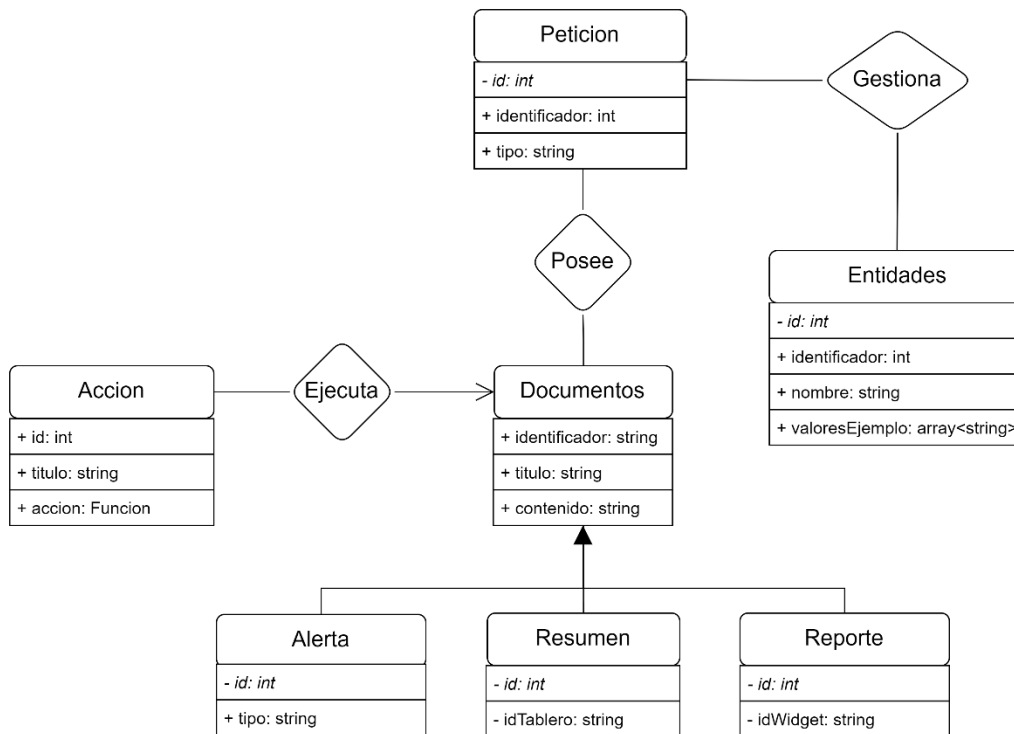 Peticion
- id: int
+ identificador: int
+ tipo: string
Gestiona
Posee
Entidades
- id: int
+ identificador: int
+ nombre: string
+ valoresEjemplo: array<string>
Accion
+ id: int
+ titulo: string
+ accion: Funcion
Ejecuta
Documentos
+ identificador: string
+ titulo: string
+ contenido: string
Alerta
- id: int
+ tipo: string
Resumen
- id: int
- idTablero: string
Reporte
- id: int
- idWidget: string